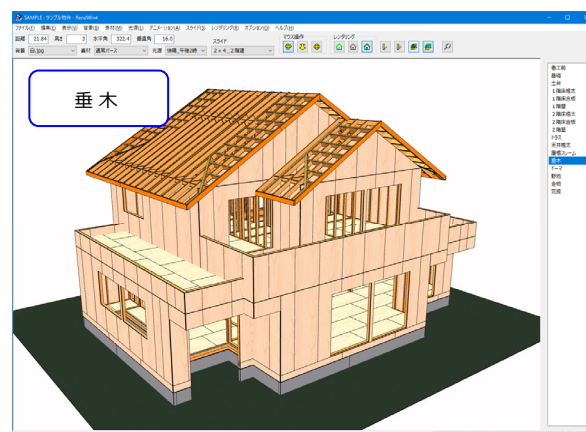 SAMPLE : サンプル物件 - RendWin4
ファイル(F) 編集(E) 表示(V) 背景(B) 素材(M) 光源(L) アニメーション(A) スライド(S) レンダリング(R) オプション(O) ヘルプ(H)
距離 21.84 高さ 3 水平角 322.4 垂直角 16.0 スライド マウス操作 レンダリング
背景 白.jpg 素材 通常パース 光源 快晴_午後2時 2×4_2階建
垂木
着工前
基礎
土台
1階床根太
1階床合板
1階壁
2階床根太
2階床合板
2階壁
トラス
天井根太
屋根フレーム
垂木
ドーマ
野地
金物
完成